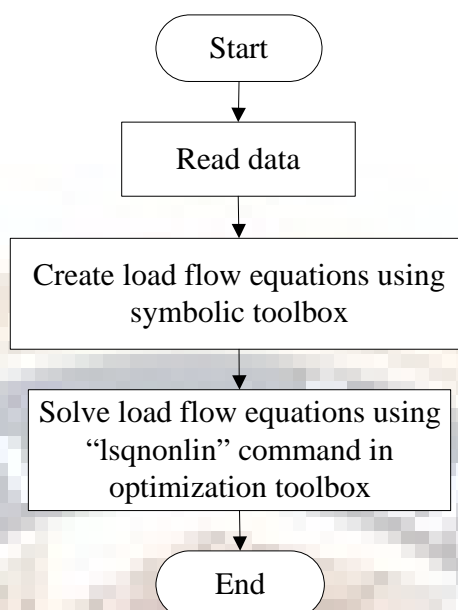 Start
Read data
Create load flow equations using
symbolic toolbox
Solve load flow equations using
“lsqnonlin” command in
optimization toolbox
End